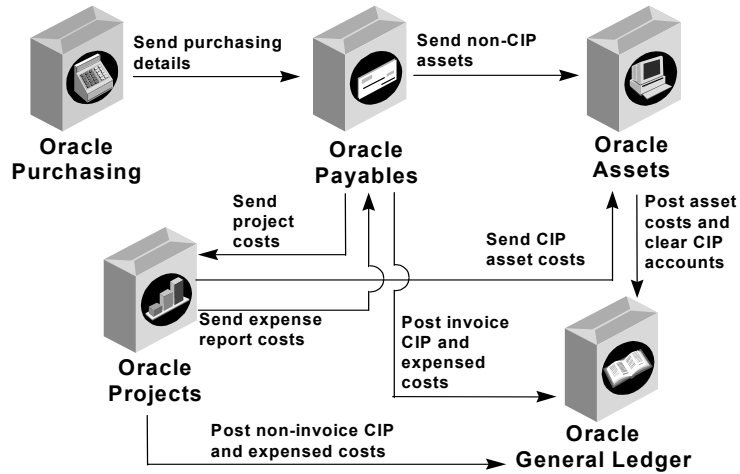 Send purchasing
details
Send non-CIP
assets
Oracle
Purchasing
Oracle
Payables
Oracle
Assets
Send
project
costs
Post asset
costs and
clear CIP
accounts
Send CIP
asset costs
Send expense
report costs
Post invoice
CIP and
expensed
costs
Oracle
Projects
Oracle
General Ledger
Post non-invoice CIP
and expensed costs